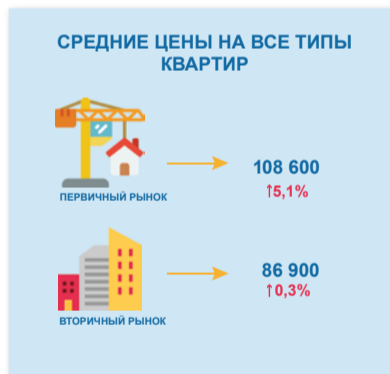 СРЕДНИЕ ЦЕНЫ НА ВСЕ ТИПЫ
КВАРТИР
108 600
↑5,1%
ПЕРВИЧНЫЙ РЫНОК
86 900
↑0,3%
ВТОРИЧНЫЙ РЫНОК